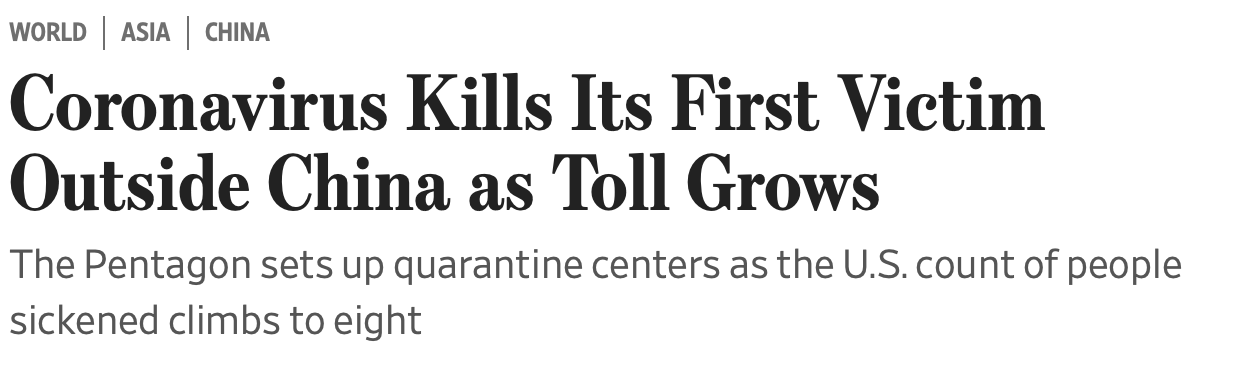 WORLD | ASIA | CHINA
Coronavirus Kills Its First Victim
Outside China as Toll Grows
The Pentagon sets up quarantine centers as the U.S. count of people
sickened climbs to eight